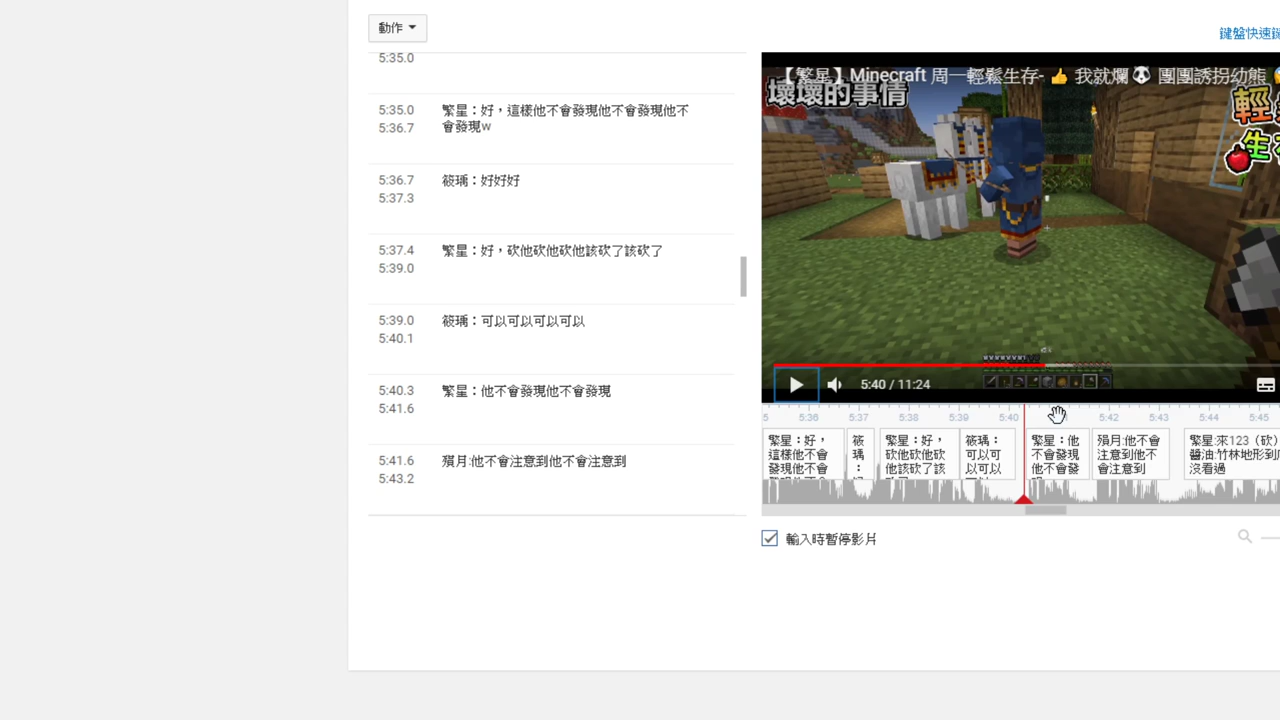 動作
鍵盤快速鍵
5:35.0
5:35.0
5:36.7
繁星：好，這樣他不會發現他不會發現他不
會發現w
5:36.7
5:37.3
筱瑀：好好好
5:37.4
5:39.0
繁星：好，砍他砍他砍他該砍了該砍了
5:39.0
5:40.1
筱瑀：可以可以可以可以
5:40.3
5:41.6
繁星：他不會發現他不會發現
5:41.6
5:43.2
殞月:他不會注意到他不會注意到
【繁星】Minecraft 周一輕鬆生存- 👍 我就爛 🐼 團團誘拐幼熊
壞壞的事情
輕
生
5:40 / 11:24
5 5:36 5:37 5:38 5:39 5:40 5:42 5:43 5:44 5:45
繁星：好，
這樣他不會
發現他不會
筱
瑀
：
繁星：好，
砍他砍他砍
他該砍了該
筱瑀：
可以可
以可以
繁星：他
不會發現
他不會發
殞月:他不會
注意到他不
會注意到
繁星:來123（砍）
醬油:竹林地形到
沒看過
輸入時暫停影片